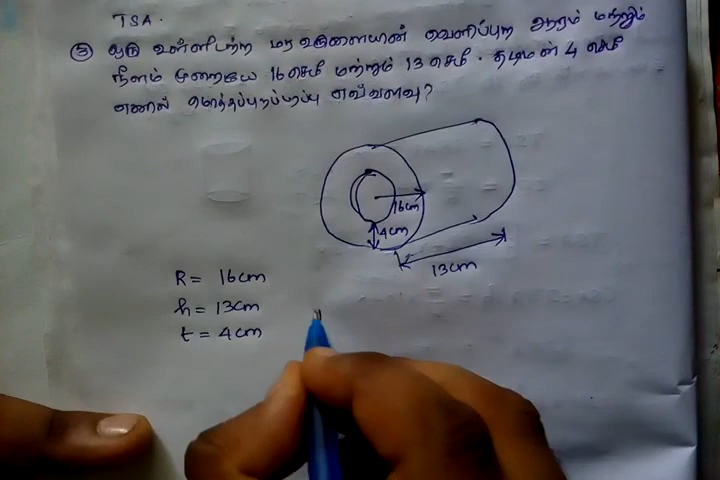 TSA.
⑤ ஒரு உள்ளீடற்ற மர உருளையின் வெளிப்புற ஆரம் மற்றும்
நீளம் முறையே 16 செமீ மற்றும் 13 செமீ. தடிமன் 4 செமீ
எனில் மொத்தப்புறப்பரப்பு எவ்வளவு?
16cm
4cm
13cm
R = 16cm
h = 13cm
t = 4cm